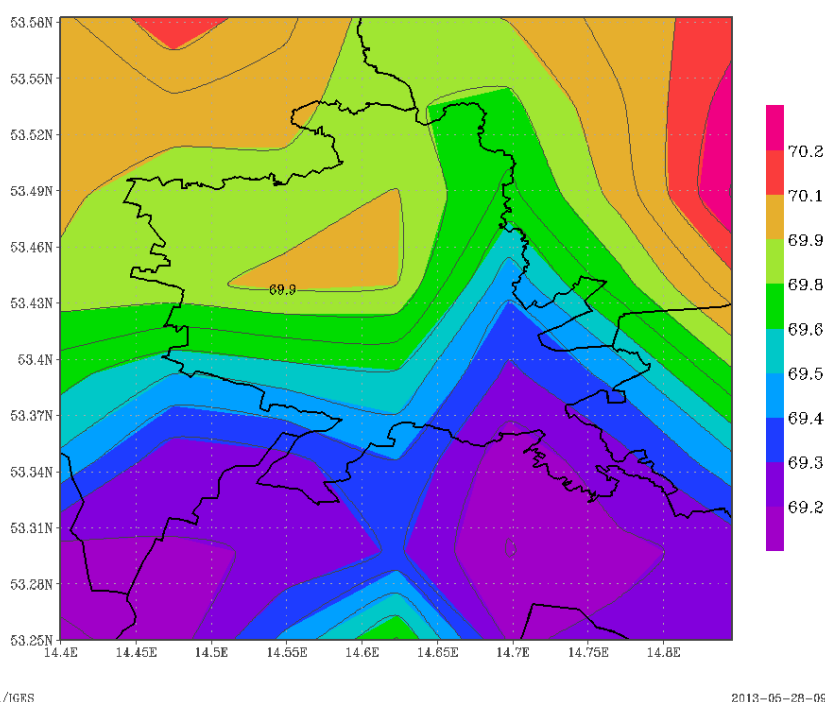 53.58N
53.55N
53.52N
53.49N
53.46N
53.43N
53.4N
53.37N
53.34N
53.31N
53.28N
53.25N
69.9
14.4E 14.45E 14.5E 14.55E 14.6E 14.65E 14.7E 14.75E 14.8E
70.2
70.1
69.9
69.8
69.6
69.5
69.4
69.3
69.2
/IGES 2013-05-28-09